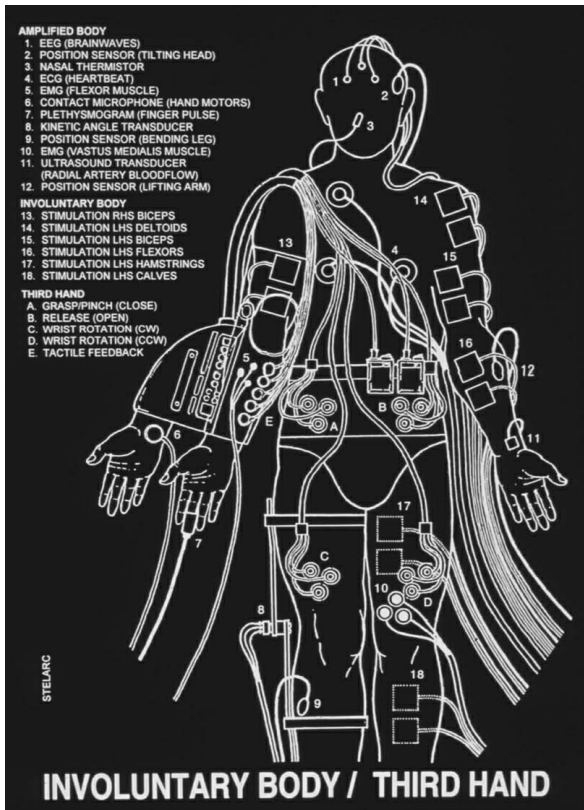 AMPLIFIED BODY
1. EEG (BRAINWAVES)
2. POSITION SENSOR (TILTING HEAD)
3. NASAL THERMISTOR
4. ECG (HEARTBEAT)
5. EMG (FLEXOR MUSCLE)
6. CONTACT MICROPHONE (HAND MOTORS)
7. PLETHYSMOGRAM (FINGER PULSE)
8. KINETIC ANGLE TRANSDUCER
9. POSITION SENSOR (BENDING LEG)
10. EMG (VASTUS MEDIALIS MUSCLE)
11. ULTRASOUND TRANSDUCER
(RADIAL ARTERY BLOODFLOW)
12. POSITION SENSOR (LIFTING ARM)
INVOLUNTARY BODY
13. STIMULATION RHS BICEPS
14. STIMULATION LHS DELTOIDS
15. STIMULATION LHS BICEPS
16. STIMULATION LHS FLEXORS
17. STIMULATION LHS HAMSTRINGS
18. STIMULATION LHS CALVES
THIRD HAND
A. GRASP/PINCH (CLOSE)
B. RELEASE (OPEN)
C. WRIST ROTATION (CW)
D. WRIST ROTATION (CCW)
E. TACTILE FEEDBACK
1
2
3
14
13
4
15
16
5
12
B
E
A
6
11
17
7
C
10
D
8
18
9
STELARC
INVOLUNTARY BODY / THIRD HAND